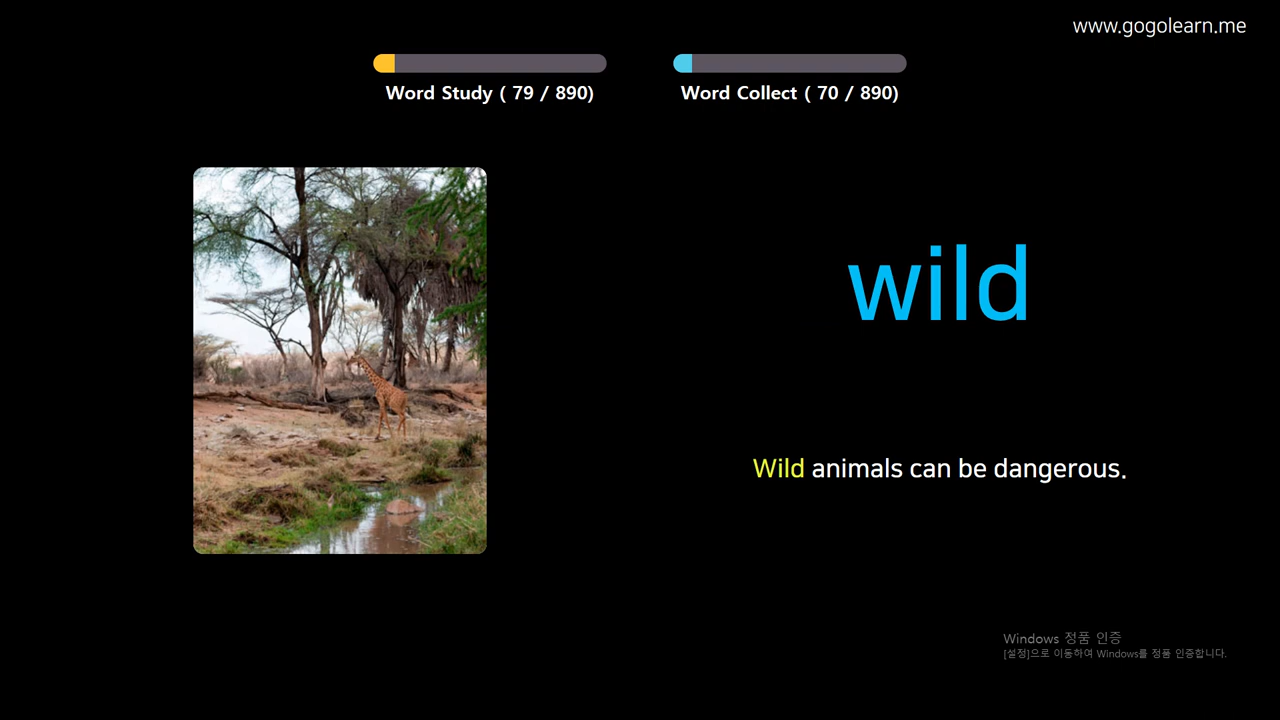 www.gogolearn.me
Word Study ( 79 / 890)
Word Collect ( 70 / 890)
wild
Wild animals can be dangerous.
Windows 정품 인증
[설정]으로 이동하여 Windows를 정품 인증합니다.